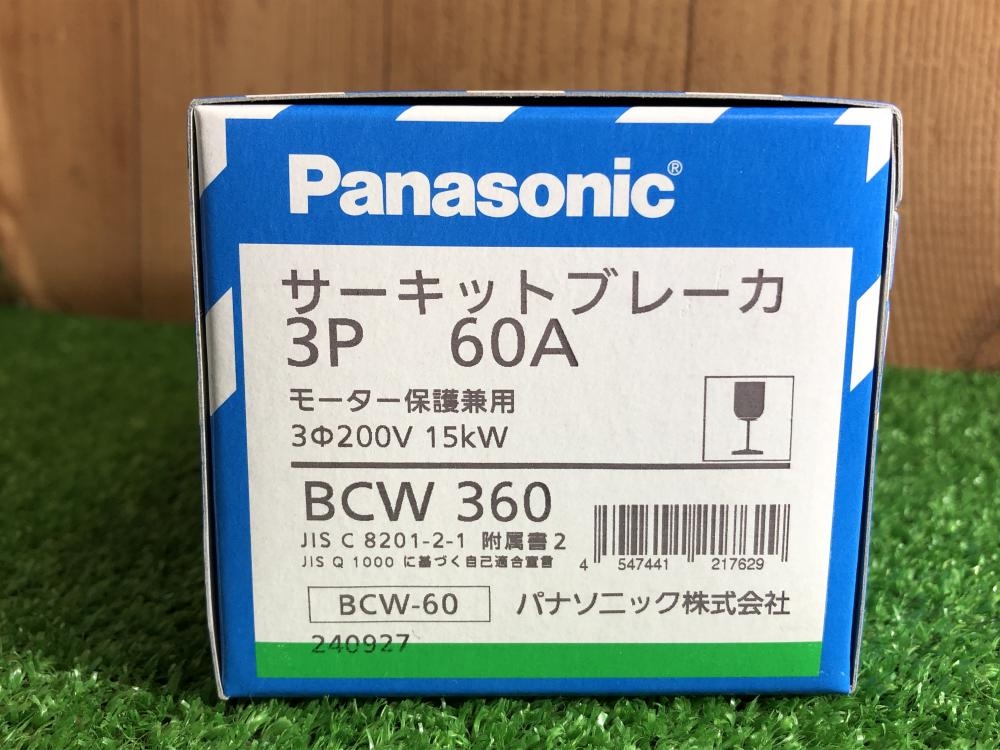 Panasonic®
サーキットブレーカ
3P 60A
モーター保護兼用
3Φ200V 15kW
BCW 360
JIS C 8201-2-1 附属書2
JIS Q 1000 に基づく自己適合宣言
4 547441 217629
BCW-60 パナソニック株式会社
240927